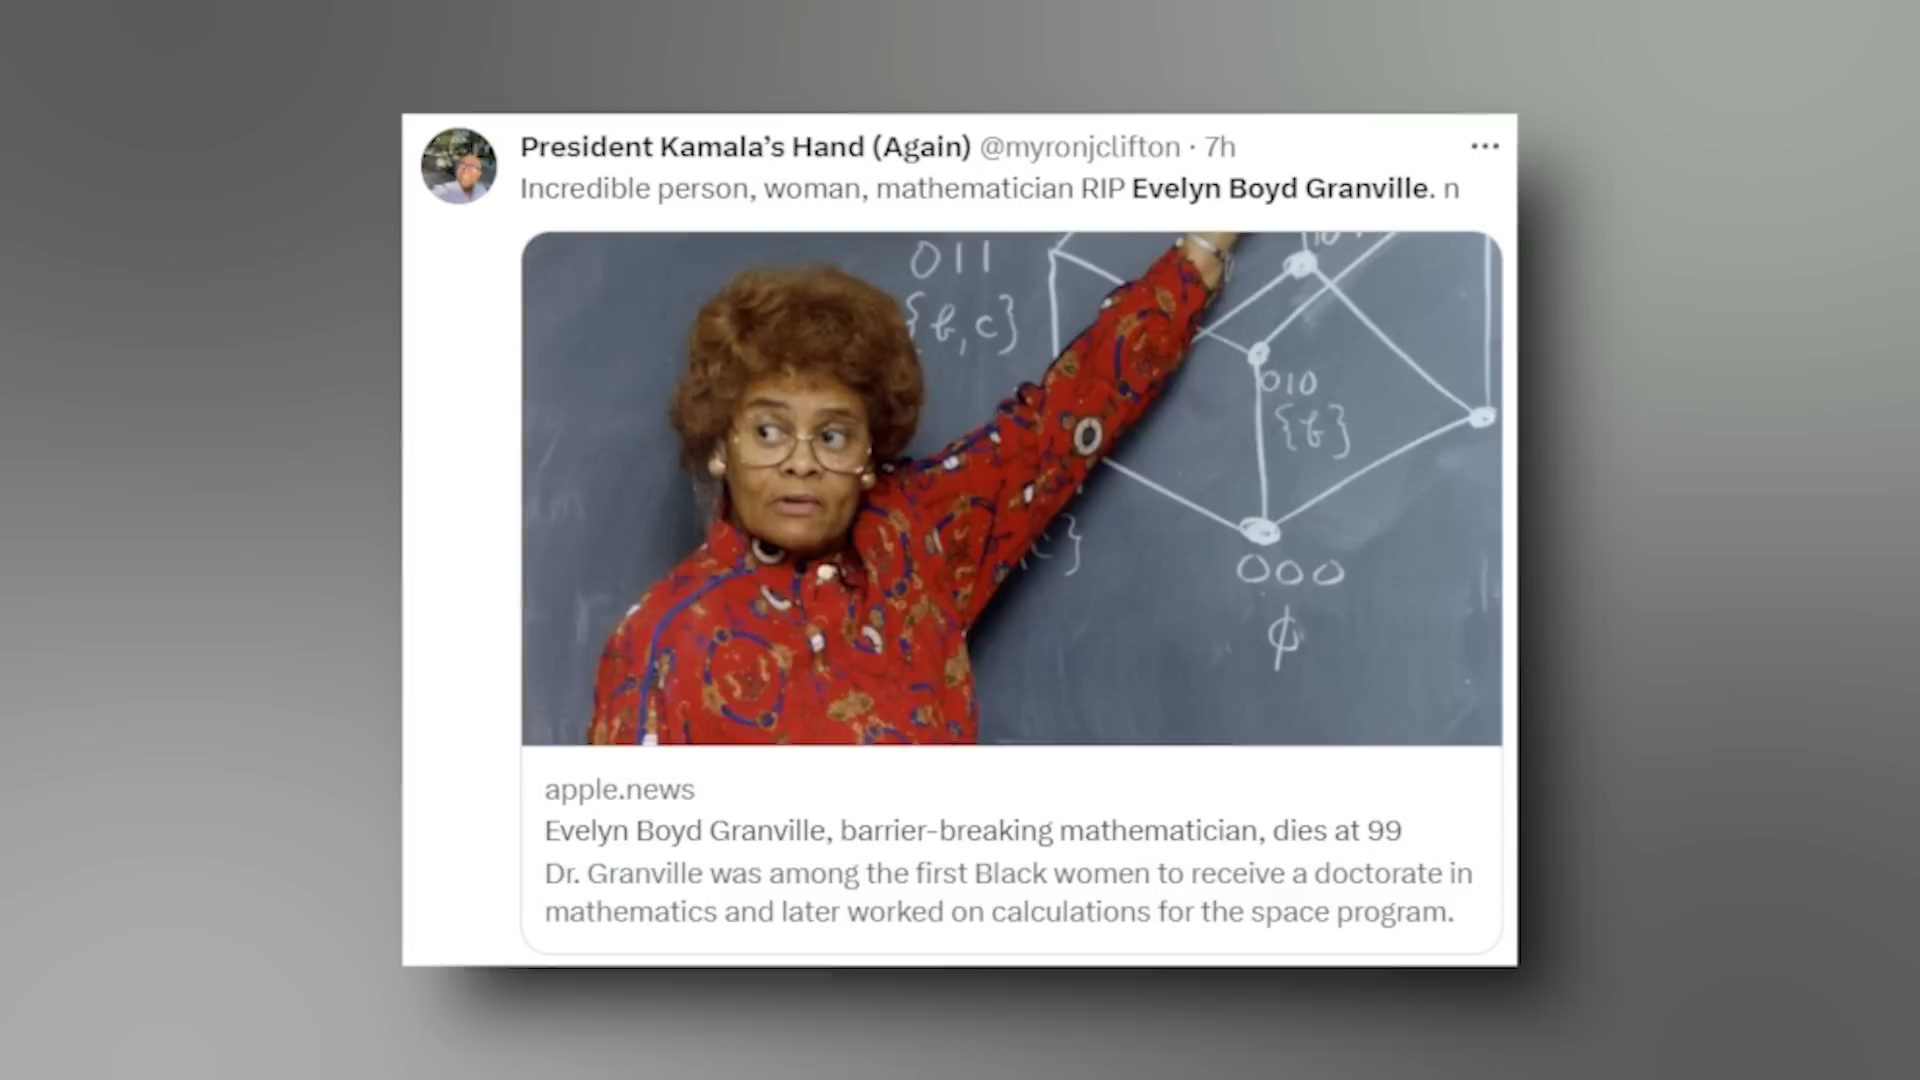 President Kamala's Hand (Again) @myronjclifton · 7h
Incredible person, woman, mathematician RIP Evelyn Boyd Granville. n
011
{b,c}
010
{b}
000
ϕ
apple.news
Evelyn Boyd Granville, barrier-breaking mathematician, dies at 99
Dr. Granville was among the first Black women to receive a doctorate in
mathematics and later worked on calculations for the space program.